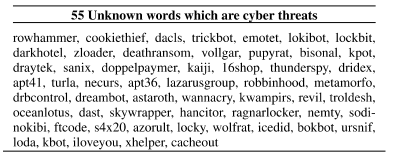 55 Unknown words which are cyber threats
rowhammer, cookiethief, dacls, trickbot, emotet, lokibot, lockbit,
darkhotel, zloader, deathransom, vollgar, pupyrat, bisonal, kpot,
draytek, sanix, doppelpaymer, kaiji, 16shop, thunderspy, dridex,
apt41, turla, necurs, apt36, lazarusgroup, robbinhood, metamorfo,
drbcontrol, dreambot, astaroth, wannacry, kwampirs, revil, troldesh,
oceanlotus, dast, skywrapper, hancitor, ragnarlocker, nemty, sodi-
nokibi, ftcode, s4x20, azorult, locky, wolfrat, icedid, bokbot, ursnif,
loda, kbot, iloveyou, xhelper, cacheout